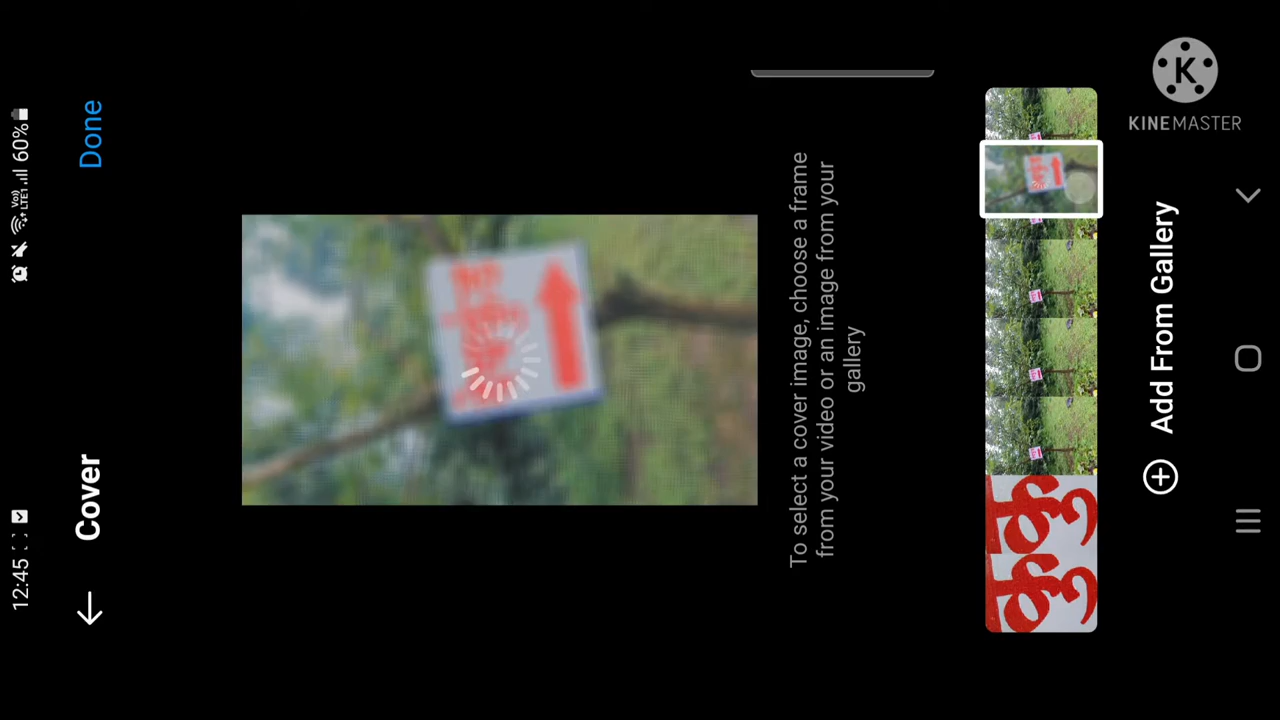 12:45
LTE1 60%
Cover
Done
To select a cover image, choose a frame
from your video or an image from your
gallery
Add From Gallery
KINEMASTER